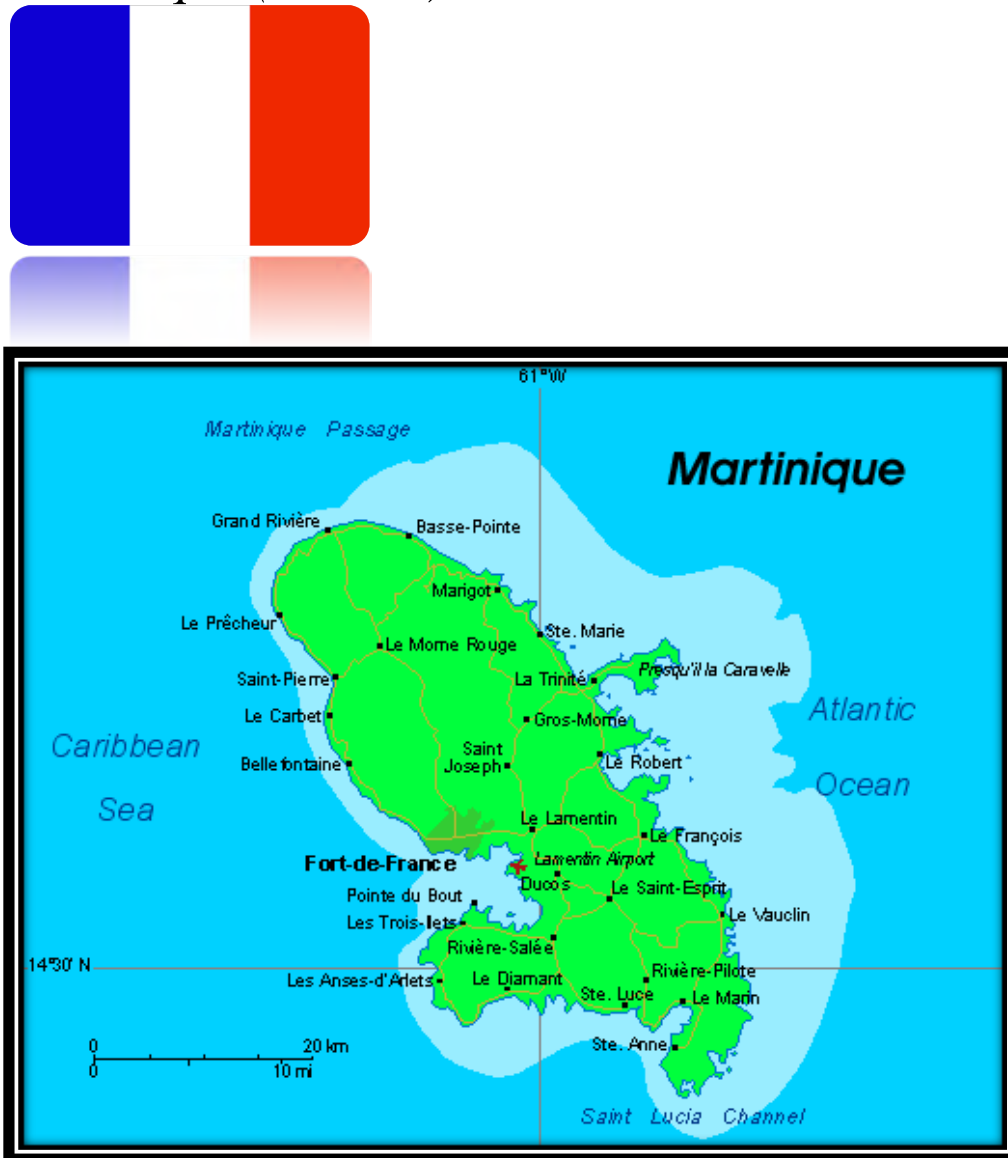 61°W
Martinique Passage
Martinique
Grand Rivière
Basse-Pointe
Marigot
Le Prêcheur
Ste. Marie
Le Morne Rouge
Presqu'il la Caravelle
Saint-Pierre
La Trinité
Le Carbet
Gros-Morne
Atlantic
Ocean
Caribbean
Sea
Saint
Joseph
Bellefontaine
Le Robert
Le Lamentin
Le François
Fort-de-France
Lamentin Airport
Ducos
Le Saint-Esprit
Pointe du Bout
Le Vauclin
Les Trois-Ilets
Rivière-Salée
14°30' N
Les Anses-d'Arlets
Le Diamant
Rivière-Pilote
Ste. Luce
Le Marin
Ste. Anne
0 20 km
0 10 mi
Saint Lucia Channel